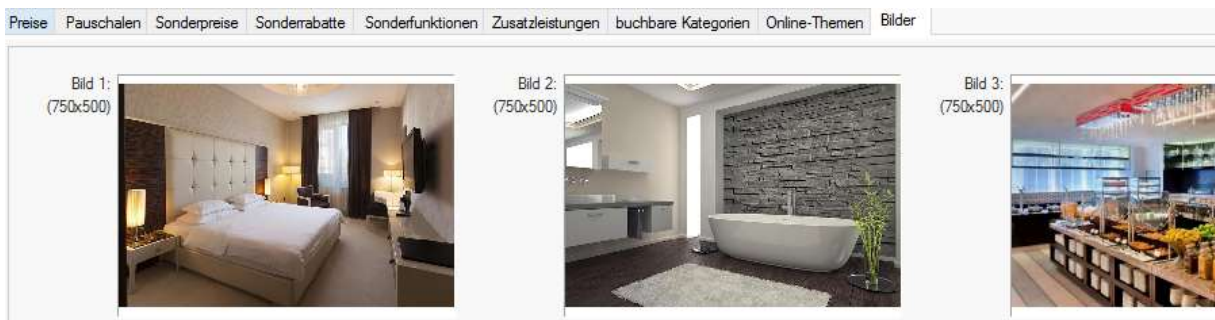 Preise Pauschalen Sonderpreise Sonderrabatte Sonderfunktionen Zusatzleistungen buchbare Kategorien Online-Themen Bilder
Bild 1: Bild 2: Bild 3:
(750x500) (750x500) (750x500)